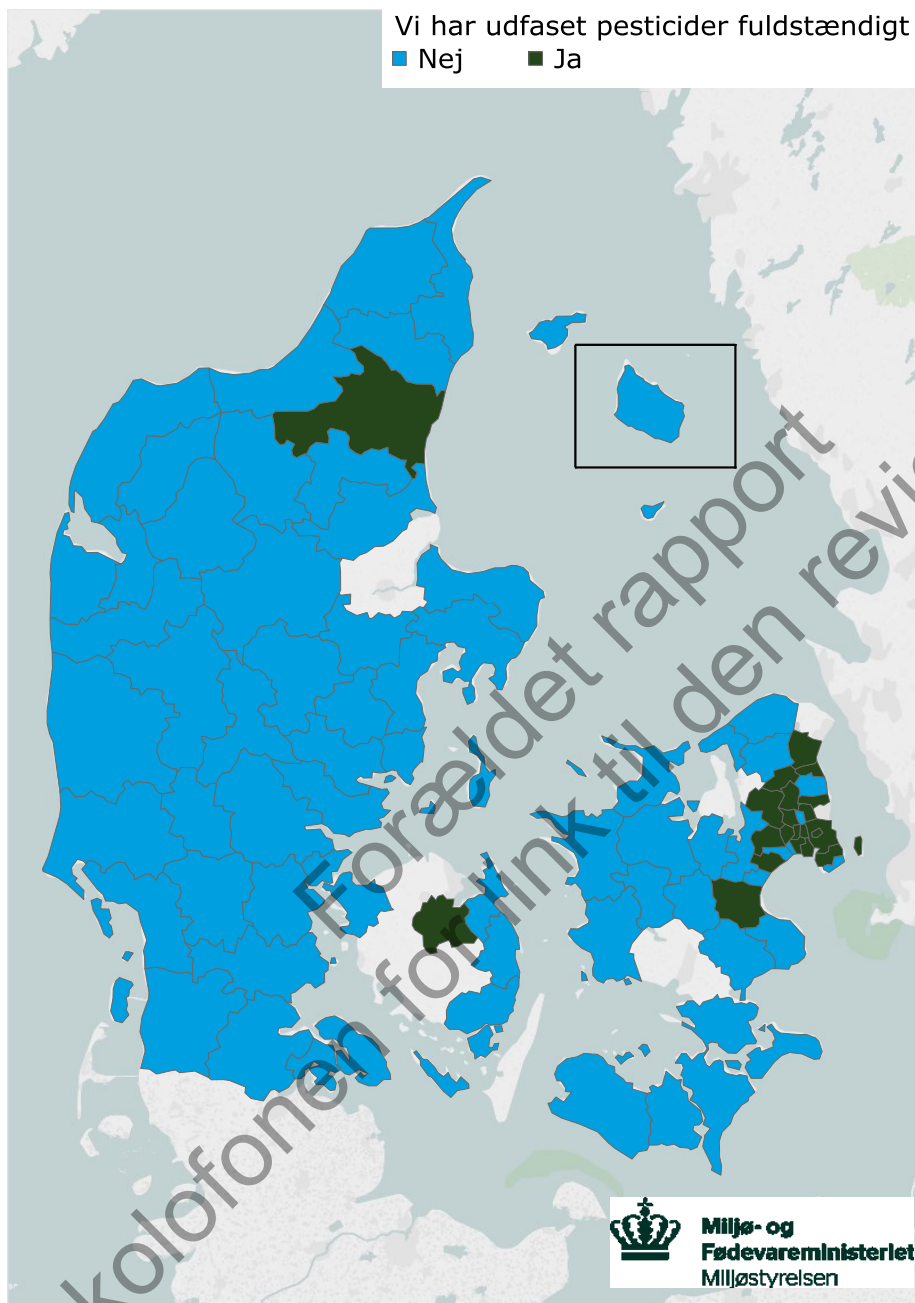 Vi har udfaset pesticider fuldstændigt
Nej Ja
Forældet rapport
kolofonen for link til den revi
Miljø- og
Fødevareministeriet
Miljøstyrelsen